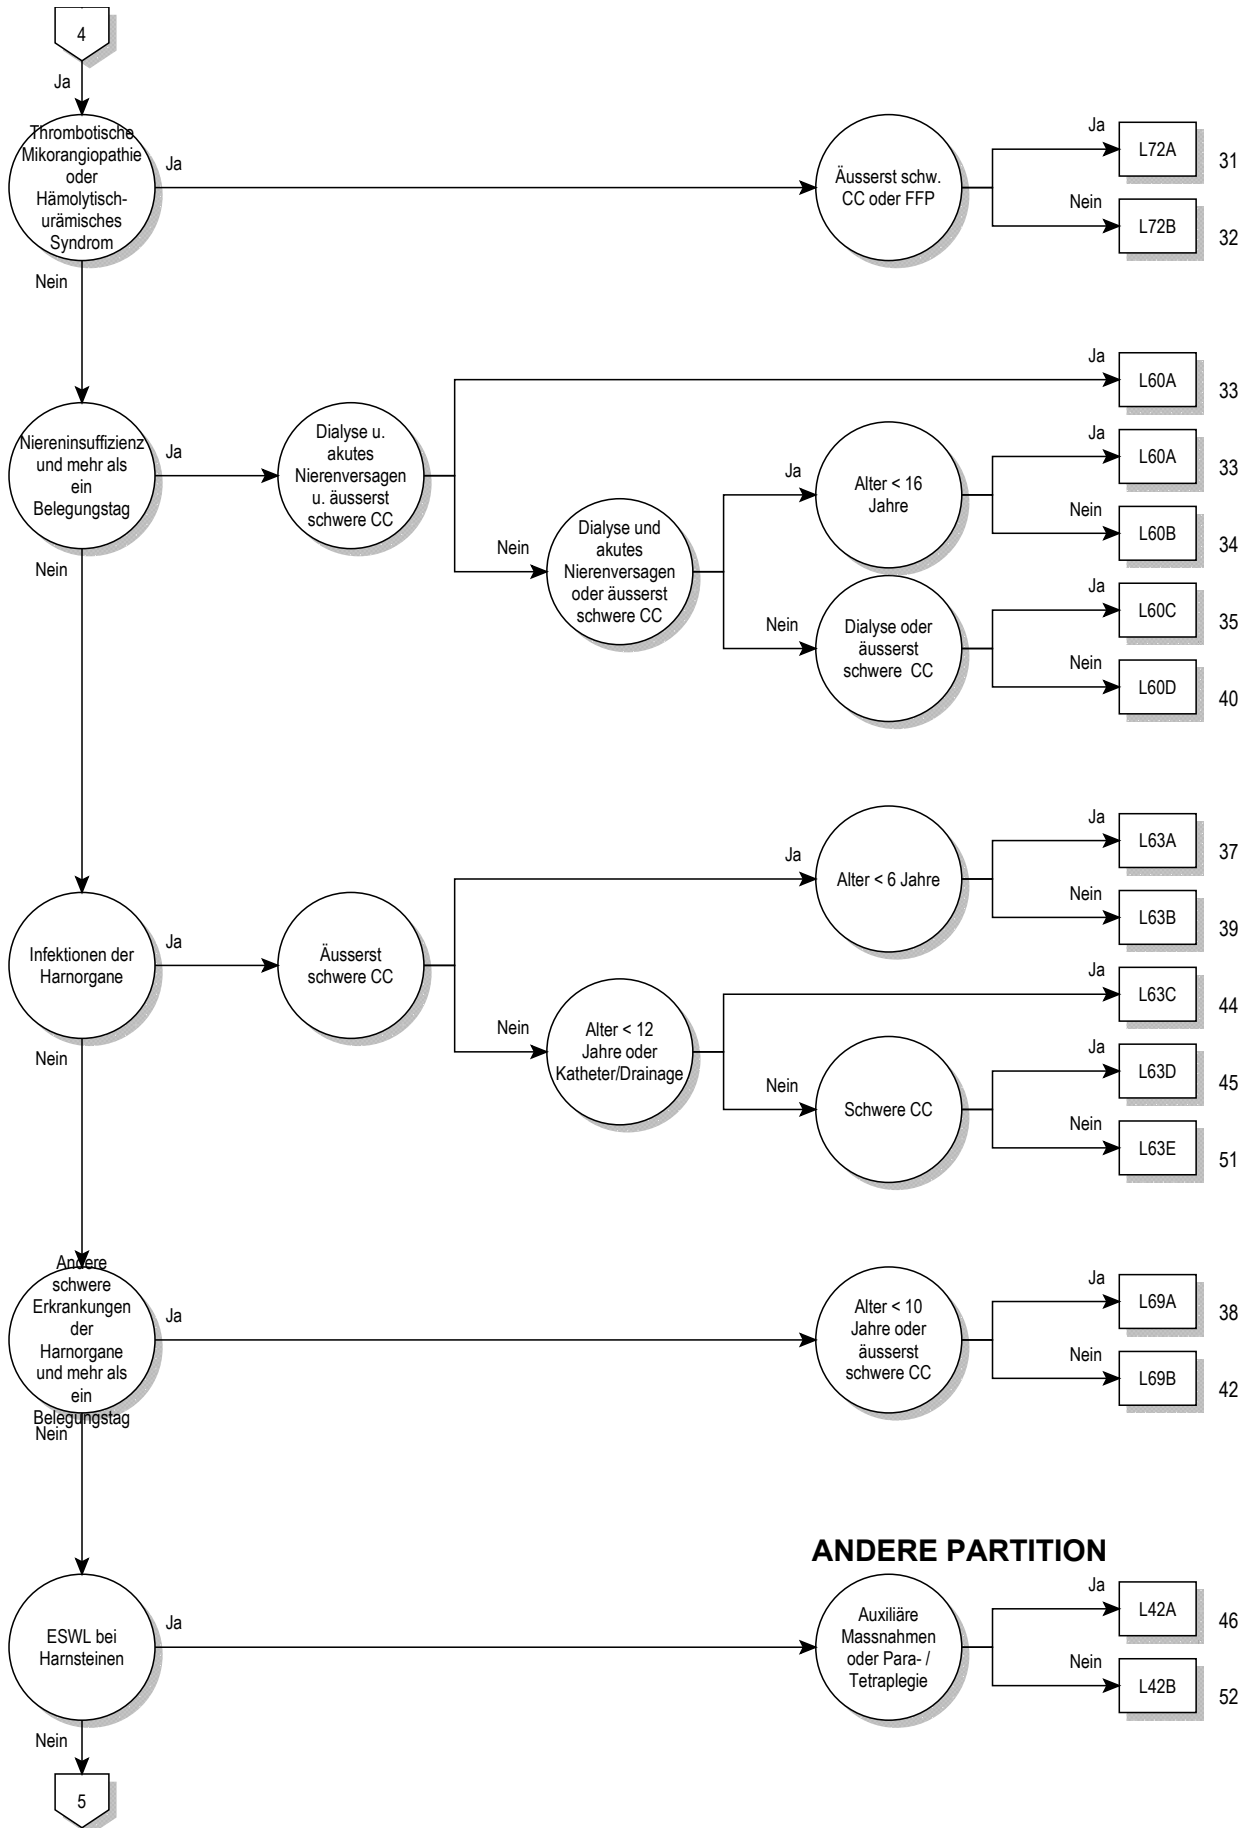 4
Ja
Thrombotische
Mikorangiopathie
oder
Hämolytisch-
urämisches
Syndrom
Ja
Äusserst schw.
CC oder FFP
Ja
L72A
31
Nein
L72B
32
Nein
Niereninsuffizienz
und mehr als
ein
Belegungstag
Ja
Dialyse u.
akutes
Nierenversagen
u. äusserst
schwere CC
Ja
L60A
33
Nein
Dialyse und
akutes
Nierenversagen
oder äusserst
schwere CC
Ja
Alter < 16
Jahre
Ja
L60A
33
Nein
L60B
34
Nein
Dialyse oder
äusserst
schwere CC
Ja
L60C
35
Nein
L60D
40
Nein
Infektionen der
Harnorgane
Ja
Äusserst
schwere CC
Ja
Alter < 6 Jahre
Ja
L63A
37
Nein
L63B
39
Nein
Alter < 12
Jahre oder
Katheter/Drainage
Ja
L63C
44
Nein
Schwere CC
Ja
L63D
45
Nein
L63E
51
Nein
Andere
schwere
Erkrankungen
der
Harnorgane
und mehr als
ein
Belegungstag
Ja
Alter < 10
Jahre oder
äusserst
schwere CC
Ja
L69A
38
Nein
L69B
42
Nein
ANDERE PARTITION
ESWL bei
Harnsteinen
Ja
Auxiliäre
Massnahmen
oder Para- /
Tetraplegie
Ja
L42A
46
Nein
L42B
52
Nein
5